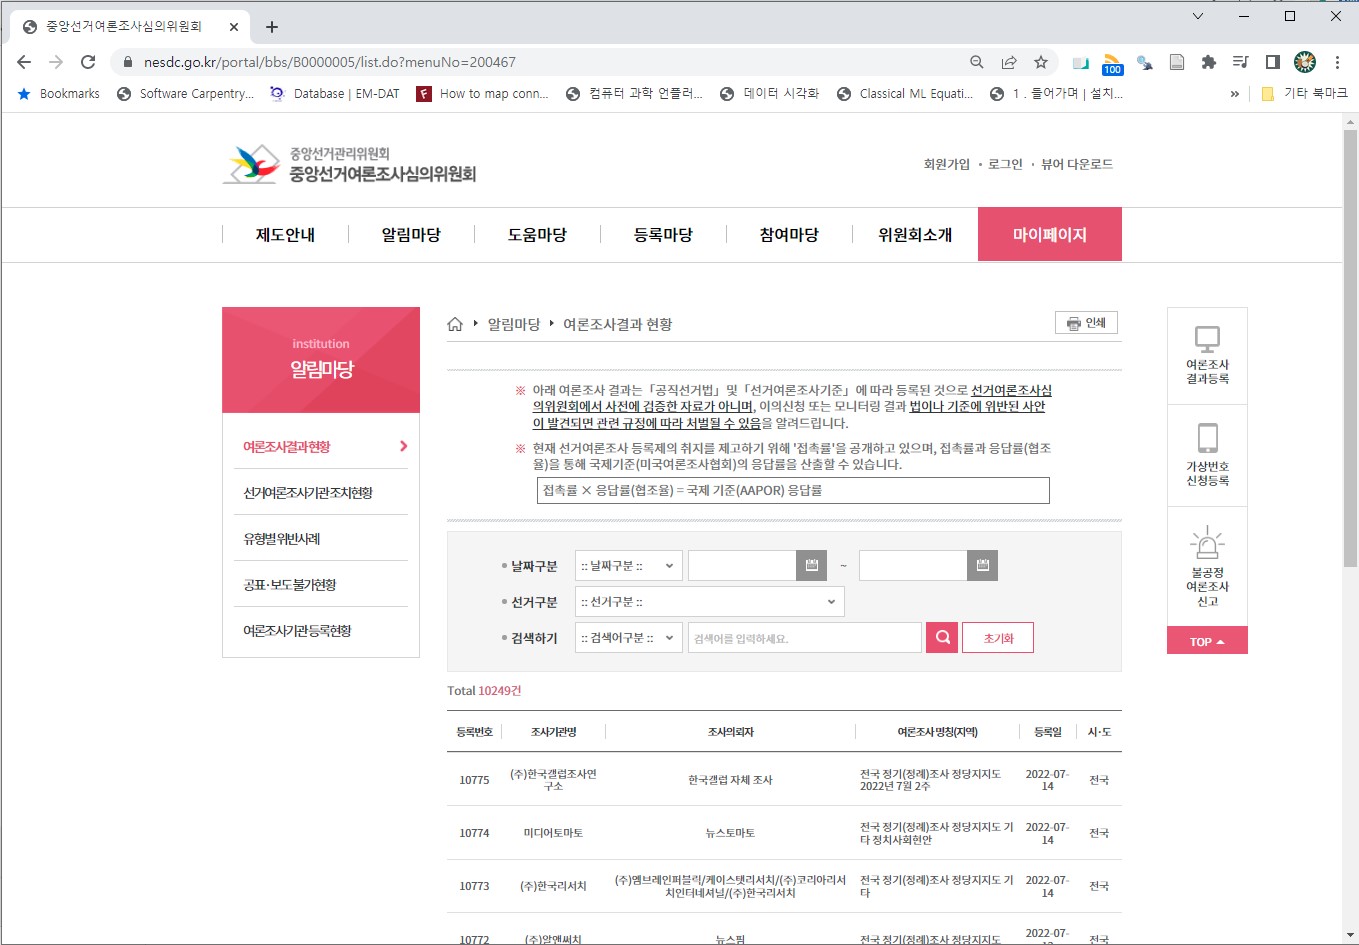 중앙선거여론조사심의위원회
nesdc.go.kr/portal/bbs/B0000005/list.do?menuNo=200467
100
Bookmarks
Software Carpentry...
Database | EM-DAT
How to map conn...
컴퓨터 과학 언플러...
데이터 시각화
Classical ML Equati...
1 . 들어가며 | 설치...
»
기타 북마크
중앙선거관리위원회
중앙선거여론조사심의위원회
회원가입 · 로그인 · 뷰어 다운로드
제도안내
알림마당
도움마당
등록마당
참여마당
위원회소개
마이페이지
institution
알림마당
여론조사결과현황
선거여론조사기관조치현황
유형별위반사례
공표·보도불가현황
여론조사기관등록현황
알림마당
여론조사결과 현황
인쇄
※ 아래 여론조사 결과는「공직선거법」및「선거여론조사기준」에 따라 등록된 것으로 선거여론조사심
의위원회에서 사전에 검증한 자료가 아니며, 이의신청 또는 모니터링 결과 법이나 기준에 위반된 사안
이 발견되면 관련 규정에 따라 처벌될 수 있음을 알려드립니다.
※ 현재 선거여론조사 등록제의 취지를 제고하기 위해 '접촉률'을 공개하고 있으며, 접촉률과 응답률(협조
율)을 통해 국제기준(미국여론조사협회)의 응답률을 산출할 수 있습니다.
접촉률 × 응답률(협조율) = 국제 기준(AAPOR) 응답률
날짜구분 :: 날짜구분 :: ~
선거구분 :: 선거구분 ::
검색하기 :: 검색어구분 :: 검색어를 입력하세요. 초기화
여론조사
결과등록
가상번호
신청등록
불공정
여론조사
신고
TOP
Total 10249건
등록번호 조사기관명 조사의뢰자 여론조사 명칭(지역) 등록일 시·도
10775 (주)한국갤럽조사연 한국갤럽 자체 조사 전국 정기(정례)조사 정당지지도 2022-07- 전국
구소 2022년 7월 2주 14
10774 미디어토마토 뉴스토마토 전국 정기(정례)조사 정당지지도 기 2022-07- 전국
타 정치사회현안 14
10773 (주)한국리서치 (주)엠브레인퍼블릭/케이스탯리서치/(주)코리아리서 전국 정기(정례)조사 정당지지도 기 2022-07- 전국
치인터내셔널/(주)한국리서치 타 14
10772 (주)알앤써치 뉴스핌 전국 정기(정례)조사 정당지지도 2022-07- 전국